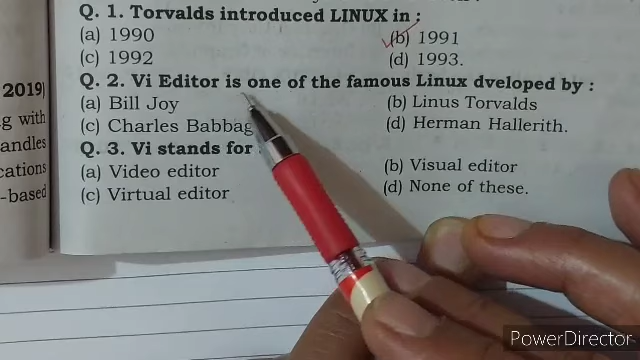 Q. 1. Torvalds introduced LINUX in :
(a) 1990 (b) 1991
(c) 1992 (d) 1993.
Q. 2. Vi Editor is one of the famous Linux dveloped by :
(a) Bill Joy (b) Linus Torvalds
(c) Charles Babbag (d) Herman Hallerith.
Q. 3. Vi stands for
(a) Video editor (b) Visual editor
(c) Virtual editor (d) None of these.
2019)
g with
andles
cations
-based
PowerDirector